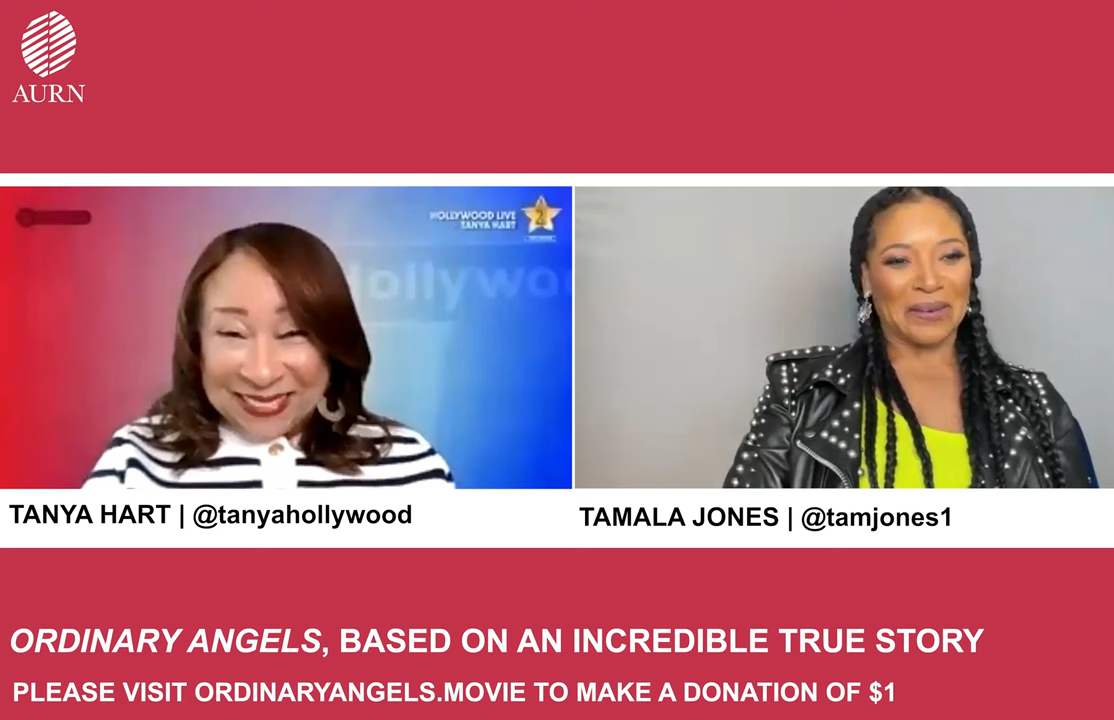 AURN
HOLLYWOOD LIVE
TANYA HART
TANYA HART | @tanyahollywood
TAMALA JONES | @tamjones1
ORDINARY ANGELS, BASED ON AN INCREDIBLE TRUE STORY
PLEASE VISIT ORDINARYANGELS.MOVIE TO MAKE A DONATION OF $1